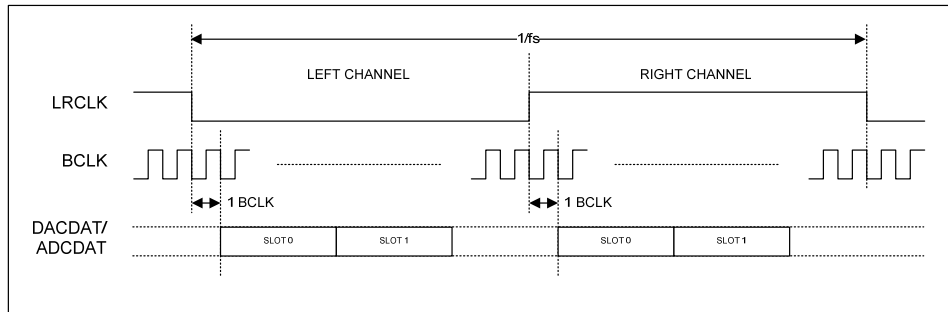 1/fs
LEFT CHANNEL RIGHT CHANNEL
LRCLK
BCLK
1 BCLK 1 BCLK
DACDAT/
ADCDAT
SLOT 0 SLOT 1 SLOT 0 SLOT 1